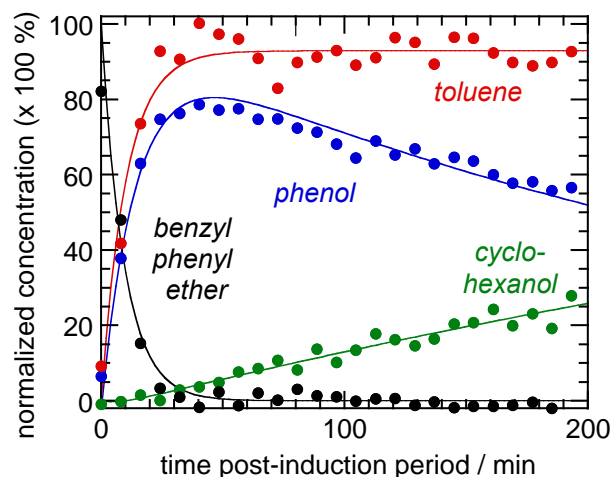 normalized concentration (x 100 %)
100
80
60
40
20
0
toluene
phenol
benzyl
phenyl
ether
cyclo-
hexanol
0
100
200
time post-induction period / min